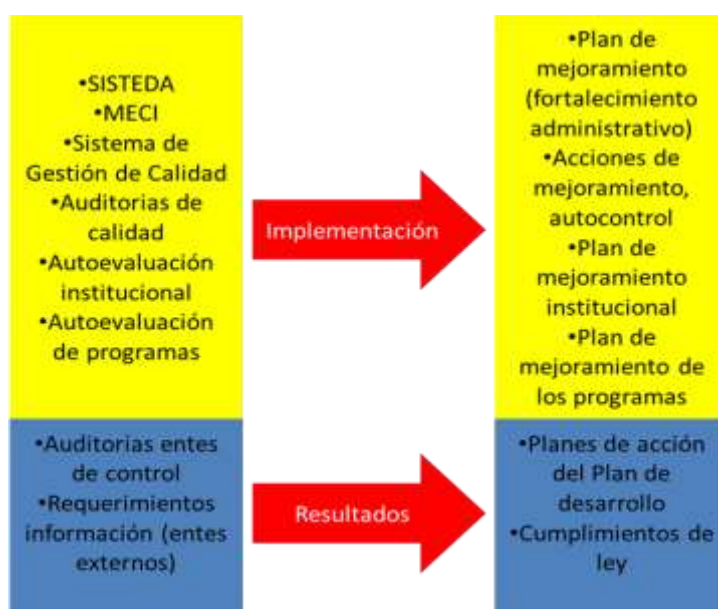 •SISTEDA
•MECI
•Sistema de
Gestión de Calidad
•Auditorias de
calidad
•Autoevaluación
institucional
•Autoevaluación
de programas
Implementación
•Plan de
mejoramiento
(fortalecimiento
administrativo)
•Acciones de
mejoramiento,
autocontrol
•Plan de
mejoramiento
institucional
•Plan de
mejoramiento de
los programas
•Auditorias entes
de control
•Requerimientos
información (entes
externos)
Resultados
•Planes de acción
del Plan de
desarrollo
•Cumplimientos de
ley